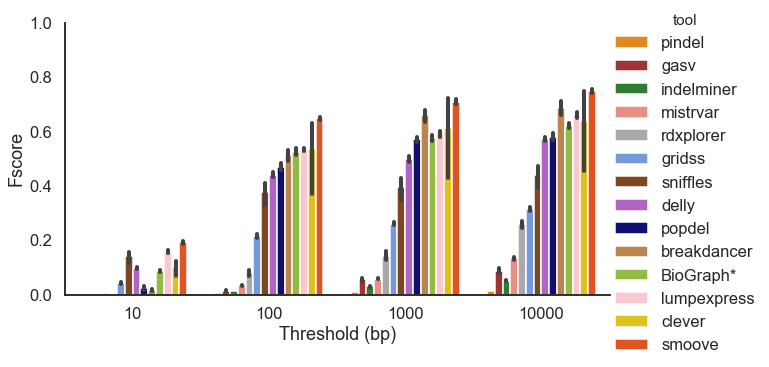 1.0
0.8
0.6
0.4
0.2
0.0
Fscore
10
100
1000
10000
Threshold (bp)
tool
pindel
gasv
indelminer
mistrvar
rdxplorer
gridss
sniffles
delly
popdel
breakdancer
BioGraph*
lumpexpress
clever
smoove